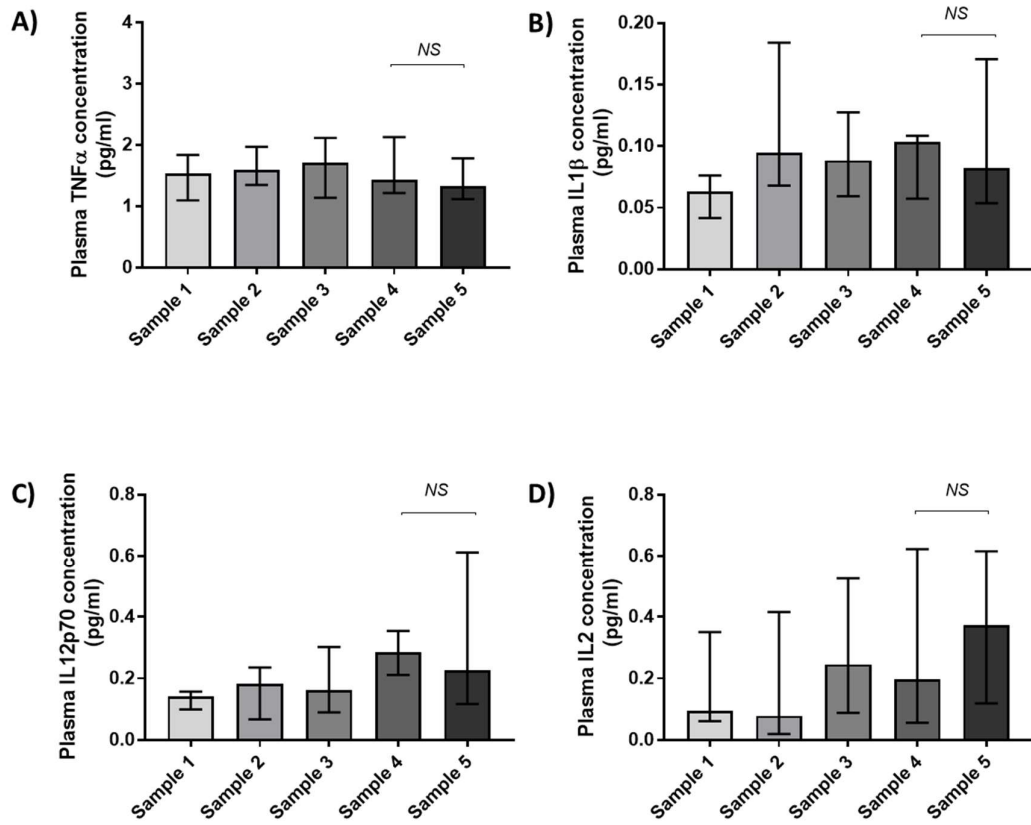 A)
Plasma TNFα concentration
(pg/ml)
4
3
2
1
0
NS
Sample 1
Sample 2
Sample 3
Sample 4
Sample 5
B)
Plasma IL1β concentration
(pg/ml)
0.20
0.15
0.10
0.05
0.00
NS
Sample 1
Sample 2
Sample 3
Sample 4
Sample 5
C)
Plasma IL12p70 concentration
(pg/ml)
0.8
0.6
0.4
0.2
0.0
NS
Sample 1
Sample 2
Sample 3
Sample 4
Sample 5
D)
Plasma IL2 concentration
(pg/ml)
0.8
0.6
0.4
0.2
0.0
NS
Sample 1
Sample 2
Sample 3
Sample 4
Sample 5